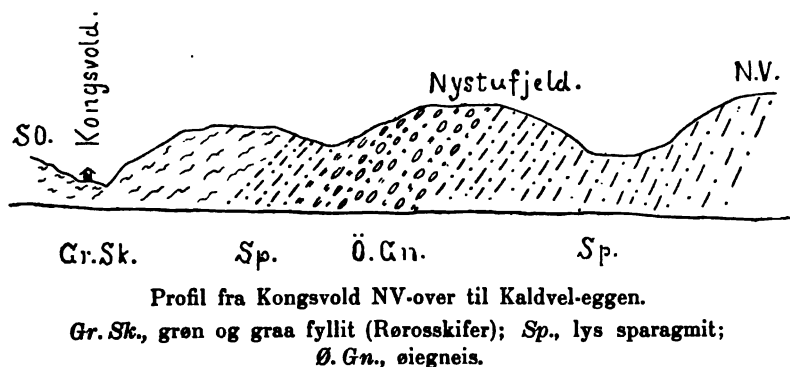 Kongsvold.
SO.
Nystufjeld.
N.V.
Gr.Sk. Sp. Ö.Gn. Sp.
Profil fra Kongsvold NV-over til Kaldvel-eggen.
Gr. Sk., grøn og graa fyllit (Rørosskifer); Sp., lys sparagmit;
Ø. Gn., øiegneis.